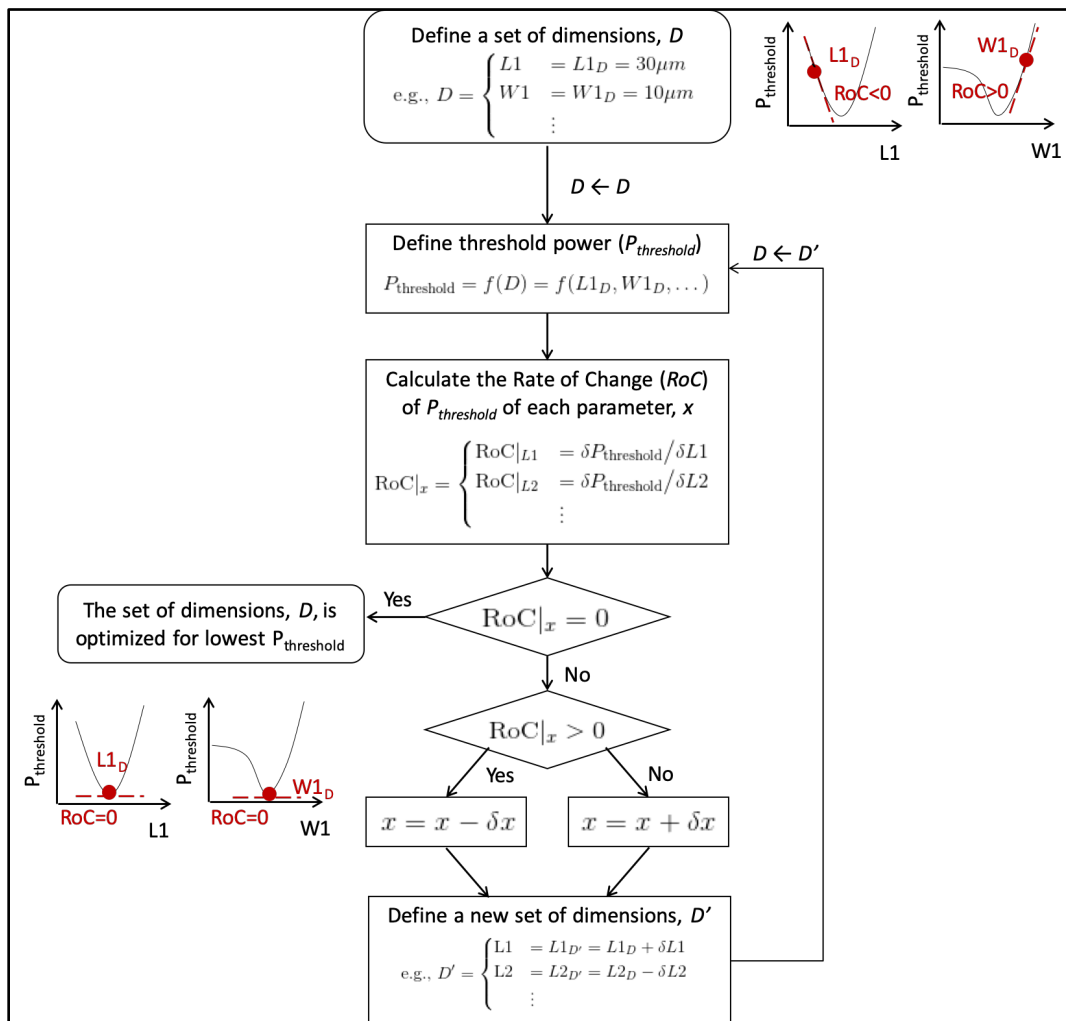 Define a set of dimensions, D
e.g., D = { L1 = L1_D = 30μm
W1 = W1_D = 10μm
⋮
P_threshold
L1_D
RoC<0
L1
P_threshold
W1_D
RoC>0
W1
D ← D
Define threshold power (P_threshold)
P_threshold = f(D) = f(L1_D, W1_D, . . . )
D ← D′
Calculate the Rate of Change (RoC)
of P_threshold of each parameter, x
RoC|_x = { RoC|_L1 = δP_threshold/δL1
RoC|_L2 = δP_threshold/δL2
⋮
RoC|_x = 0
Yes
The set of dimensions, D, is
optimized for lowest P_threshold
No
RoC|_x > 0
P_threshold
L1_D
RoC=0
L1
P_threshold
W1_D
RoC=0
W1
Yes
No
x = x − δx
x = x + δx
Define a new set of dimensions, D′
e.g., D′ = { L1 = L1_D′ = L1_D + δL1
L2 = L2_D′ = L2_D − δL2
⋮